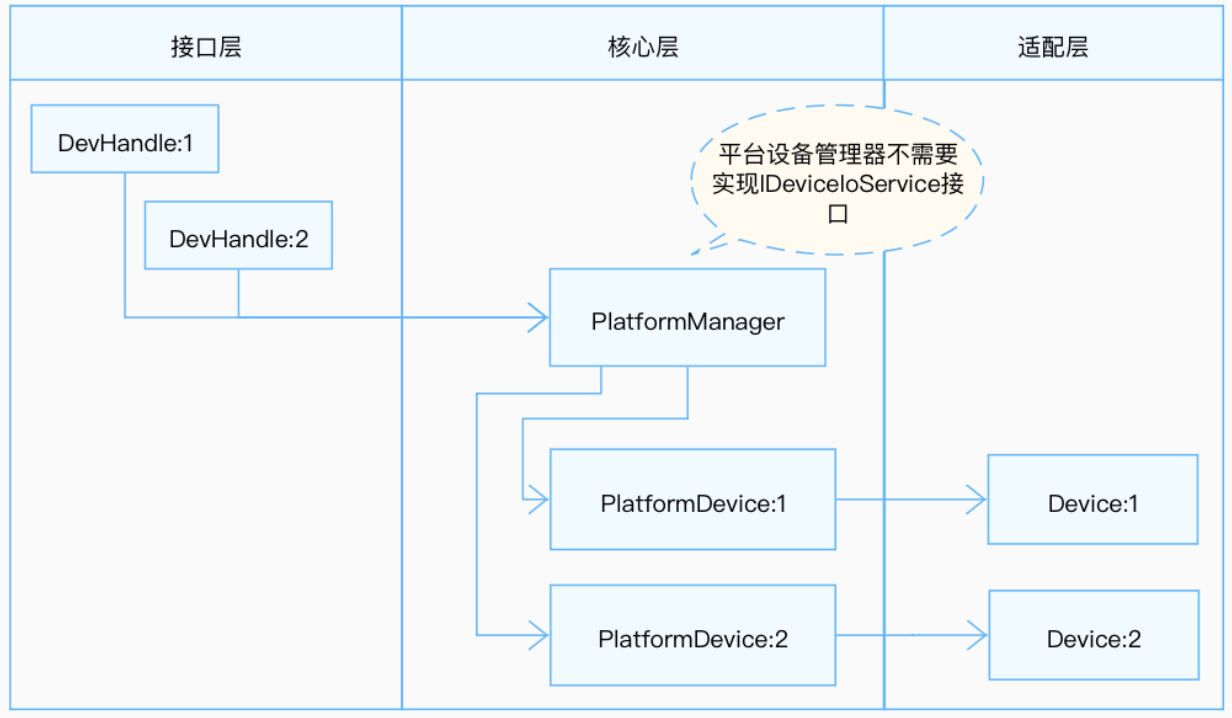 接口层
核心层
适配层
DevHandle:1
平台设备管理器不需要
实现IDeviceIoService接
口
DevHandle:2
PlatformManager
PlatformDevice:1
Device:1
PlatformDevice:2
Device:2